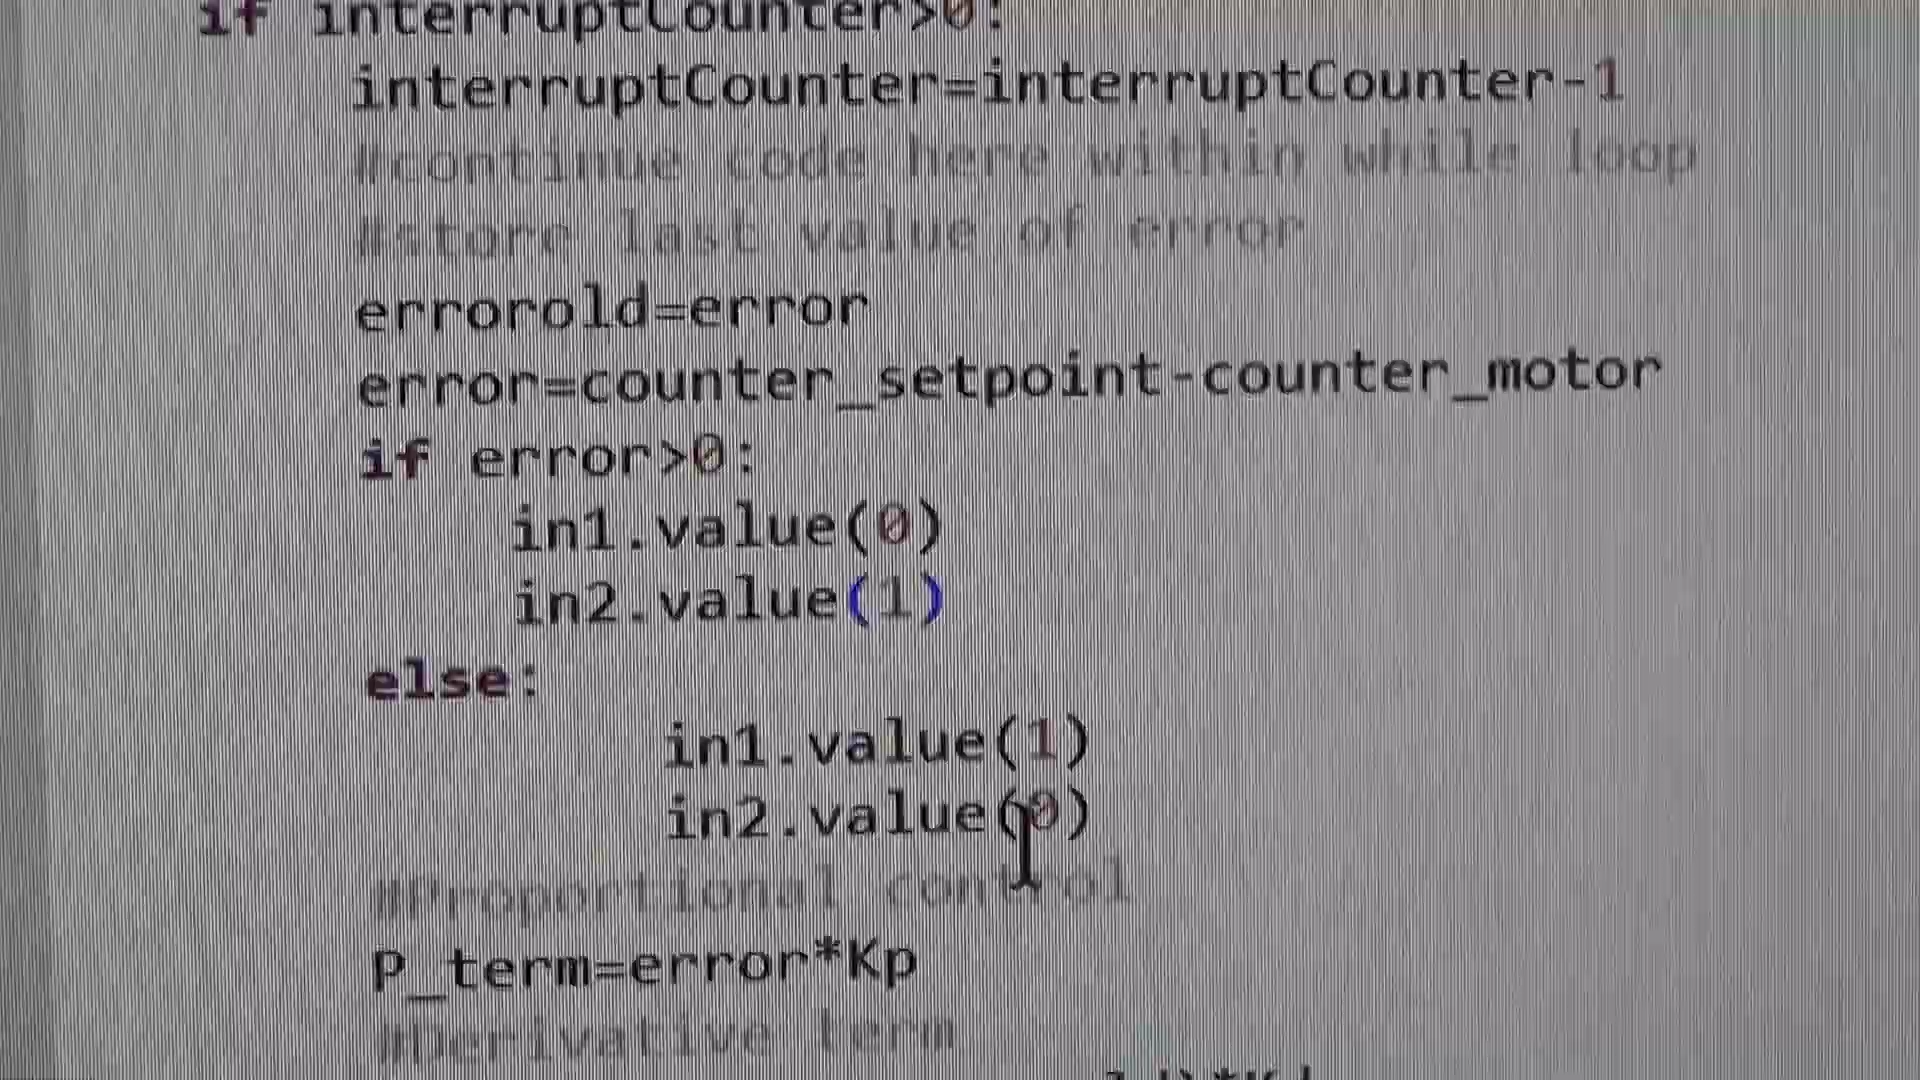 if interruptCounter>0:
interruptCounter=interruptCounter-1
#continue code here within while loop
#store last value of error
errorold=error
error=counter_setpoint-counter_motor
if error>0:
in1.value(0)
in2.value(1)
else:
in1.value(1)
in2.value(0)
#Proportional control
P_term=error*Kp
#Derivative term